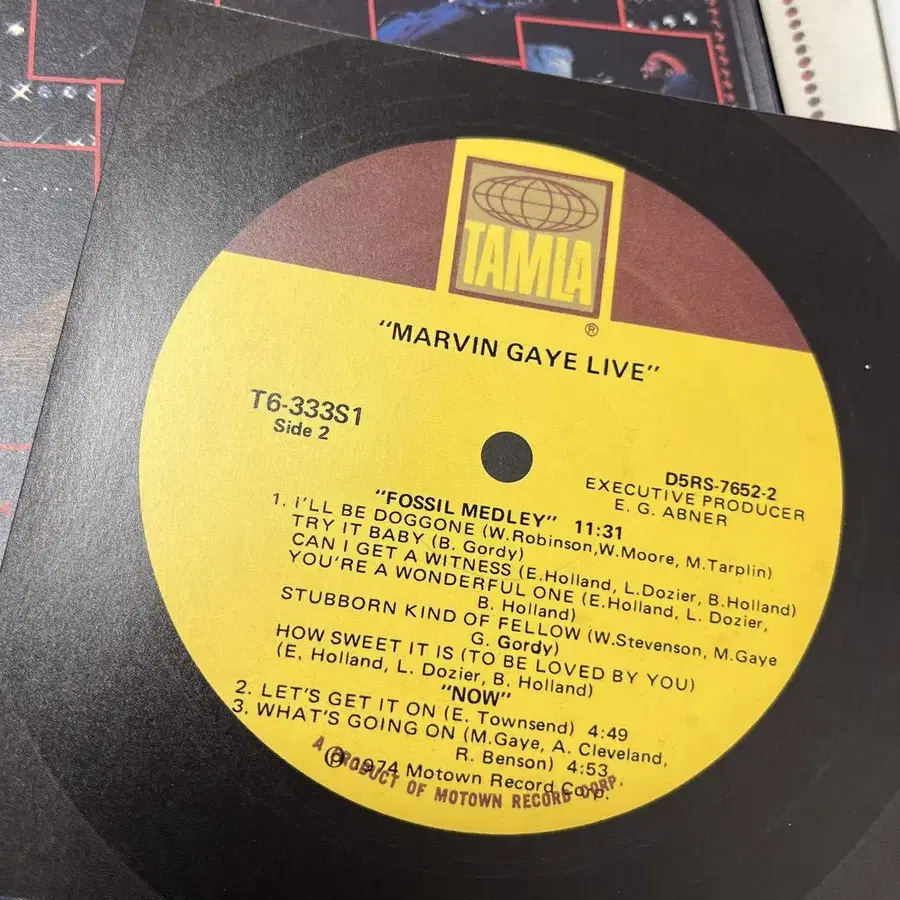 TAMLA
®
"MARVIN GAYE LIVE"
T6-333S1
Side 2
D5RS-7652-2
EXECUTIVE PRODUCER
E. G. ABNER
"FOSSIL MEDLEY" 11:31
1. I'LL BE DOGGONE (W.Robinson,W.Moore, M.Tarplin)
TRY IT BABY (B. Gordy)
CAN I GET A WITNESS (E.Holland, L.Dozier, B.Holland)
YOU'RE A WONDERFUL ONE (E.Holland, L. Dozier,
B. Holland)
STUBBORN KIND OF FELLOW (W.Stevenson, M.Gaye
G. Gordy)
HOW SWEET IT IS (TO BE LOVED BY YOU)
(E. Holland, L. Dozier, B. Holland)
"NOW"
2. LET'S GET IT ON (E. Townsend) 4:49
3. WHAT'S GOING ON (M.Gaye, A. Cleveland,
R. Benson) 4:53
℗ 1974 Motown Record Corp.
A PRODUCT OF MOTOWN RECORD CORP.